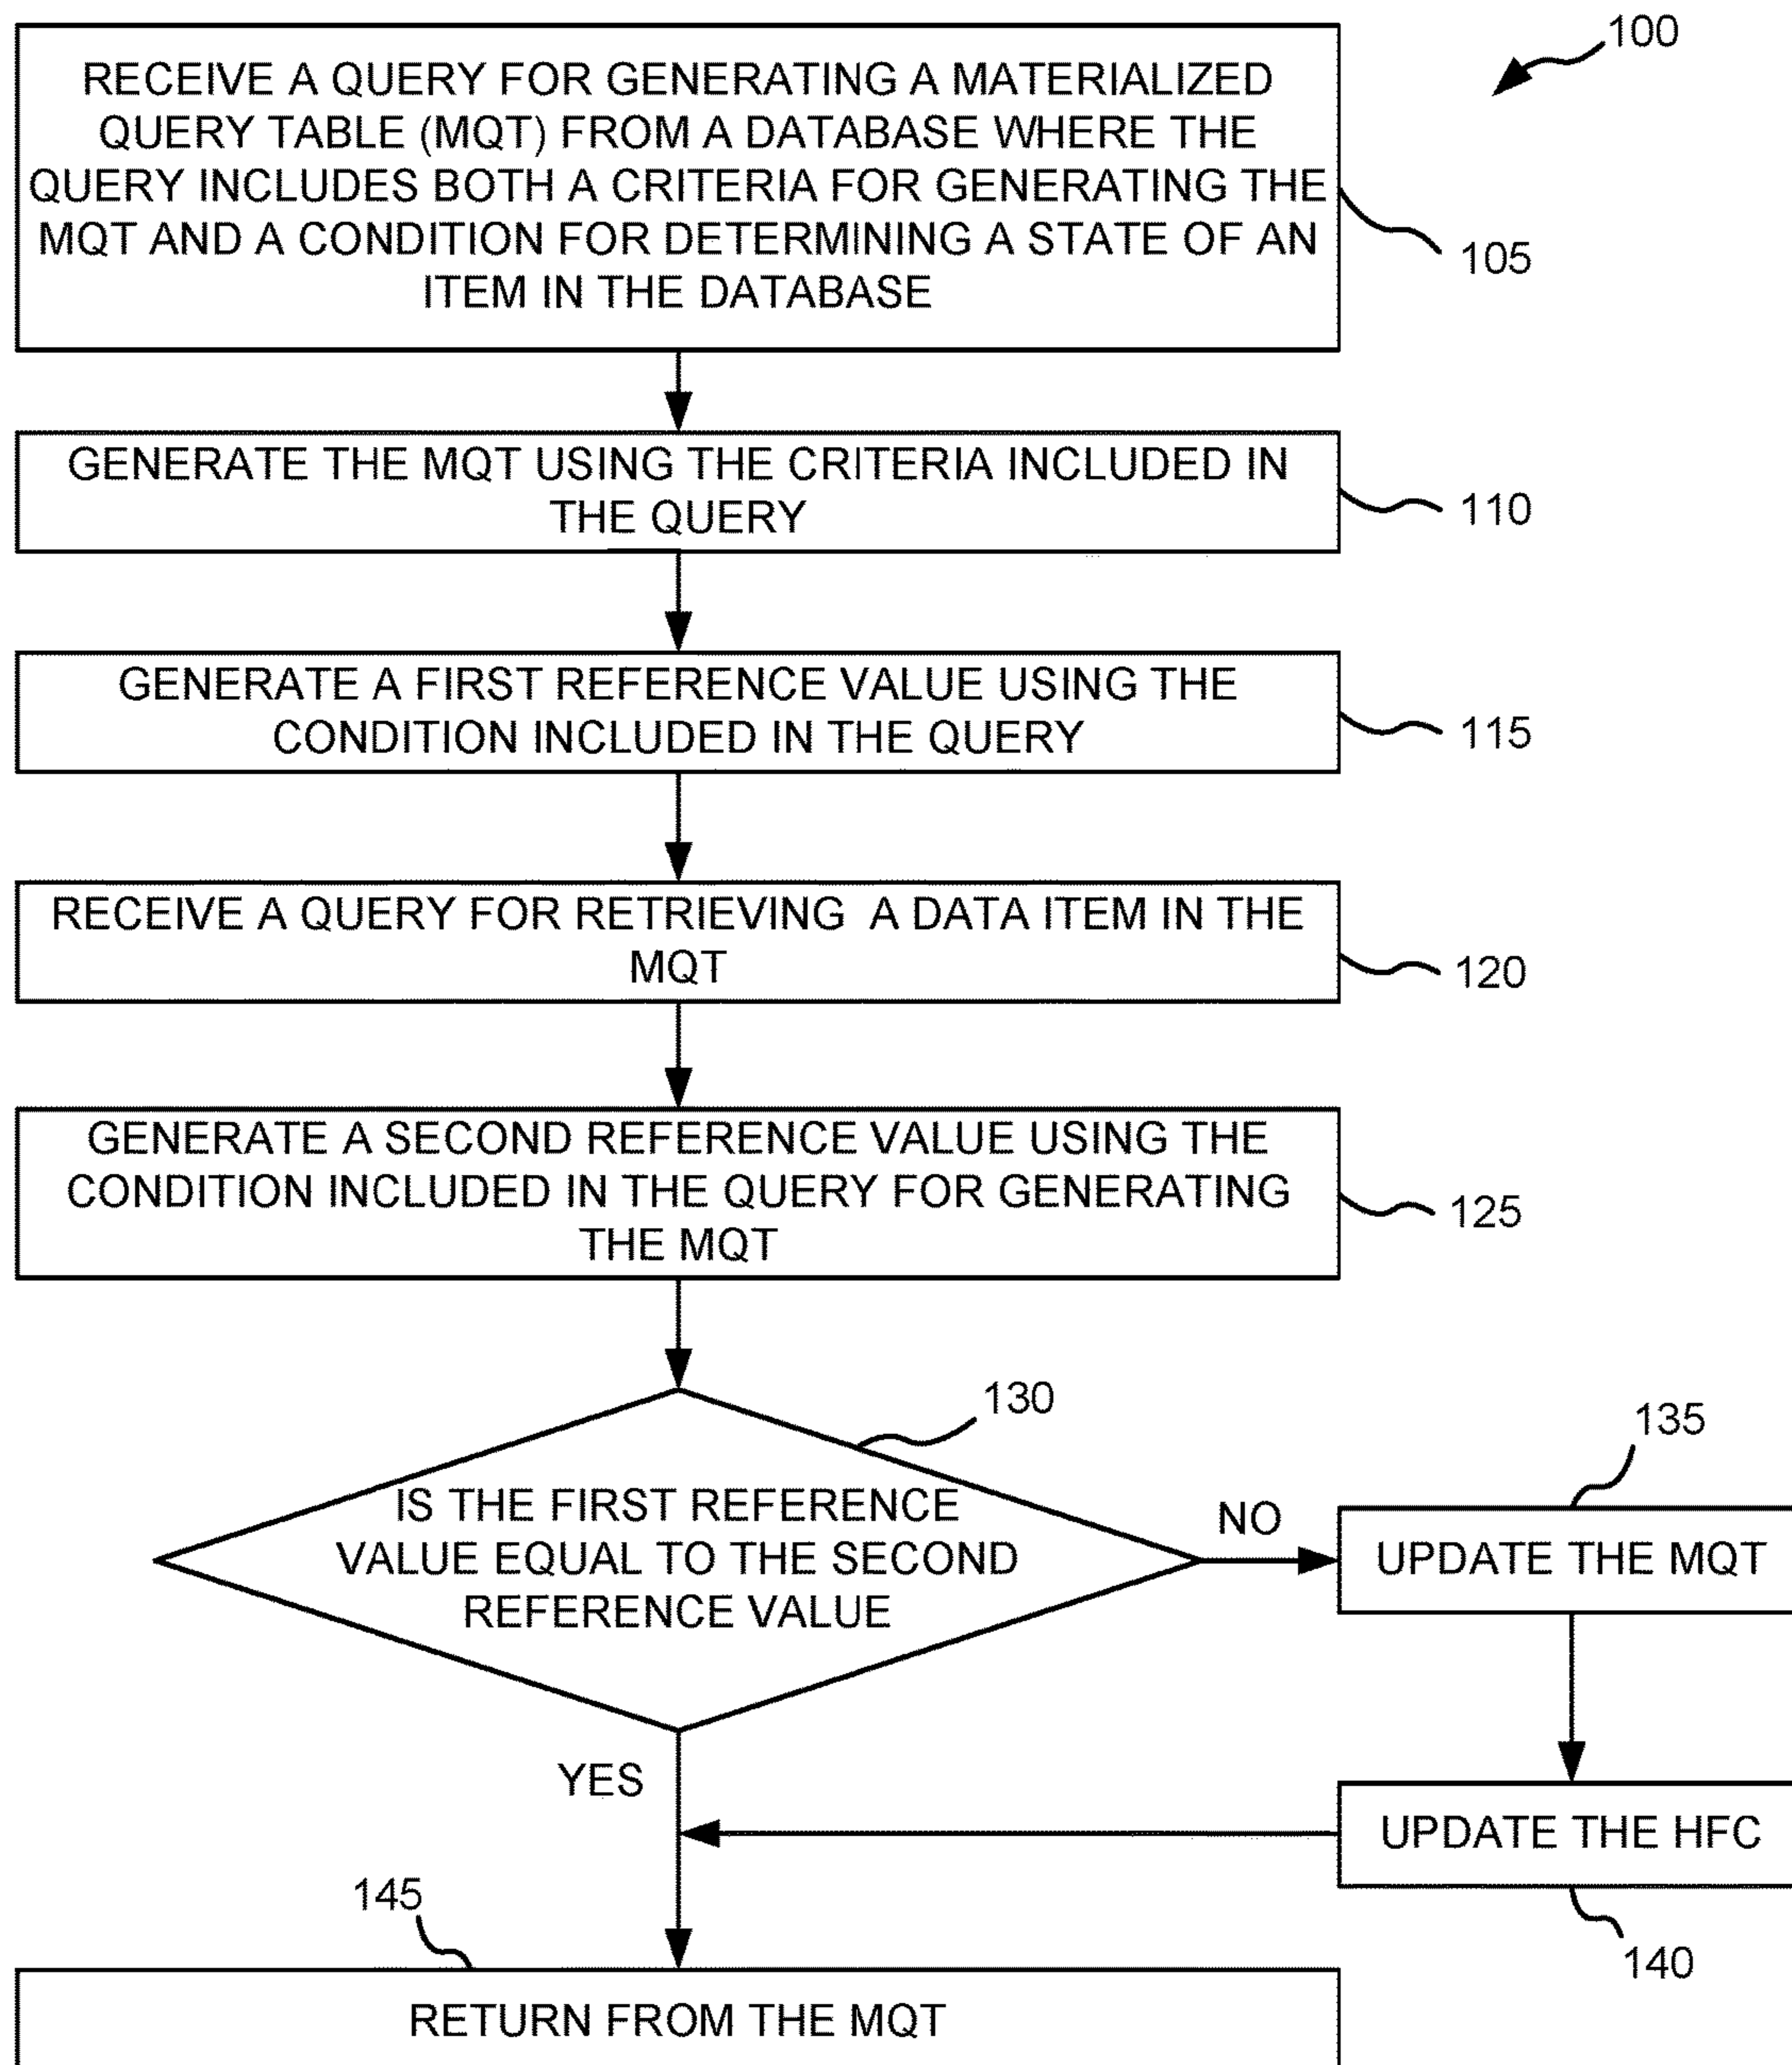 100
RECEIVE A QUERY FOR GENERATING A MATERIALIZED
QUERY TABLE (MQT) FROM A DATABASE WHERE THE
QUERY INCLUDES BOTH A CRITERIA FOR GENERATING THE
MQT AND A CONDITION FOR DETERMINING A STATE OF AN
ITEM IN THE DATABASE
105
GENERATE THE MQT USING THE CRITERIA INCLUDED IN
THE QUERY
110
GENERATE A FIRST REFERENCE VALUE USING THE
CONDITION INCLUDED IN THE QUERY
115
RECEIVE A QUERY FOR RETRIEVING A DATA ITEM IN THE
MQT
120
GENERATE A SECOND REFERENCE VALUE USING THE
CONDITION INCLUDED IN THE QUERY FOR GENERATING
THE MQT
125
130
IS THE FIRST REFERENCE
VALUE EQUAL TO THE SECOND
REFERENCE VALUE
NO
135
UPDATE THE MQT
YES
UPDATE THE HFC
140
145
RETURN FROM THE MQT